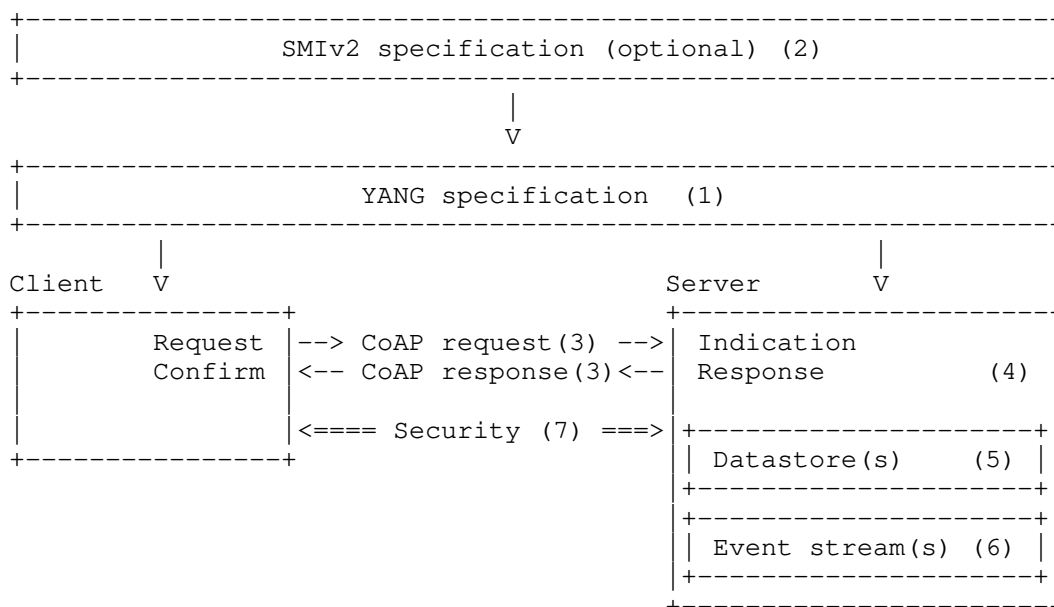 SMIv2 specification (optional) (2)
V
YANG specification (1)
Client V Server V
Request --> CoAP request(3) --> Indication
Confirm <-- CoAP response(3)<-- Response (4)
<==== Security (7) ===>
Datastore(s) (5)
Event stream(s) (6)